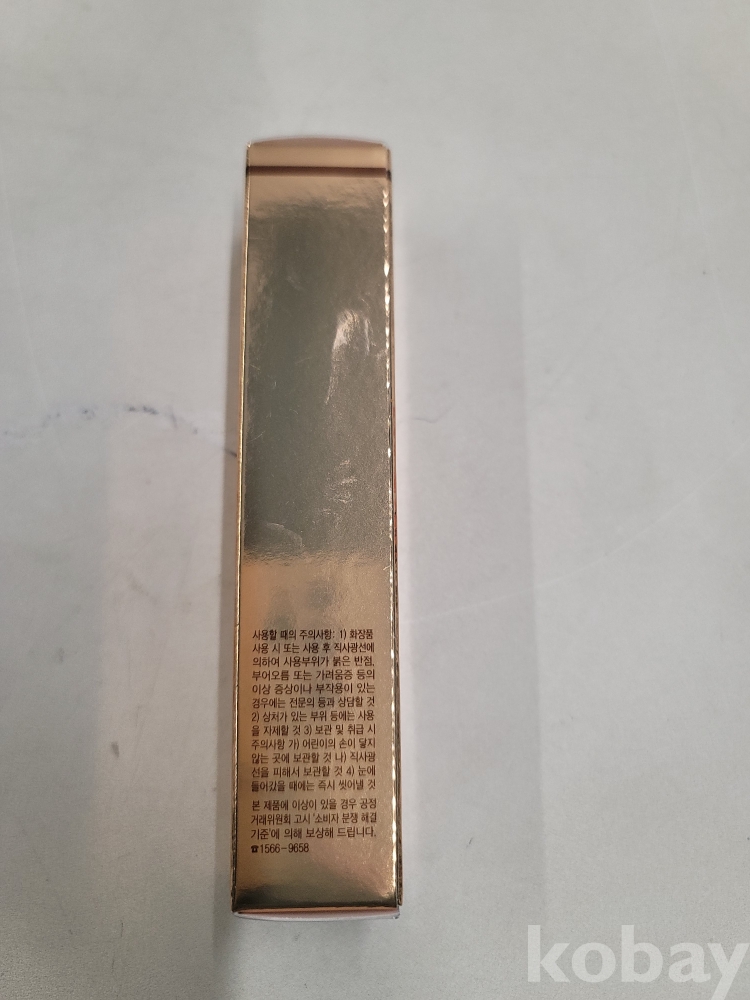 사용할 때의 주의사항: 1) 화장품
사용 시 또는 사용 후 직사광선에
의하여 사용부위가 붉은 반점,
부어오름 또는 가려움증 등의
이상 증상이나 부작용이 있는
경우에는 전문의 등과 상담할 것
2) 상처가 있는 부위 등에는 사용
을 자제할 것 3) 보관 및 취급 시
주의사항 가) 어린이의 손이 닿지
않는 곳에 보관할 것 나) 직사광
선을 피해서 보관할 것 4) 눈에
들어갔을 때에는 즉시 씻어낼 것
본 제품에 이상이 있을 경우 공정
거래위원회 고시 '소비자 분쟁 해결
기준'에 의해 보상해 드립니다.
☎1566-9658
kobay